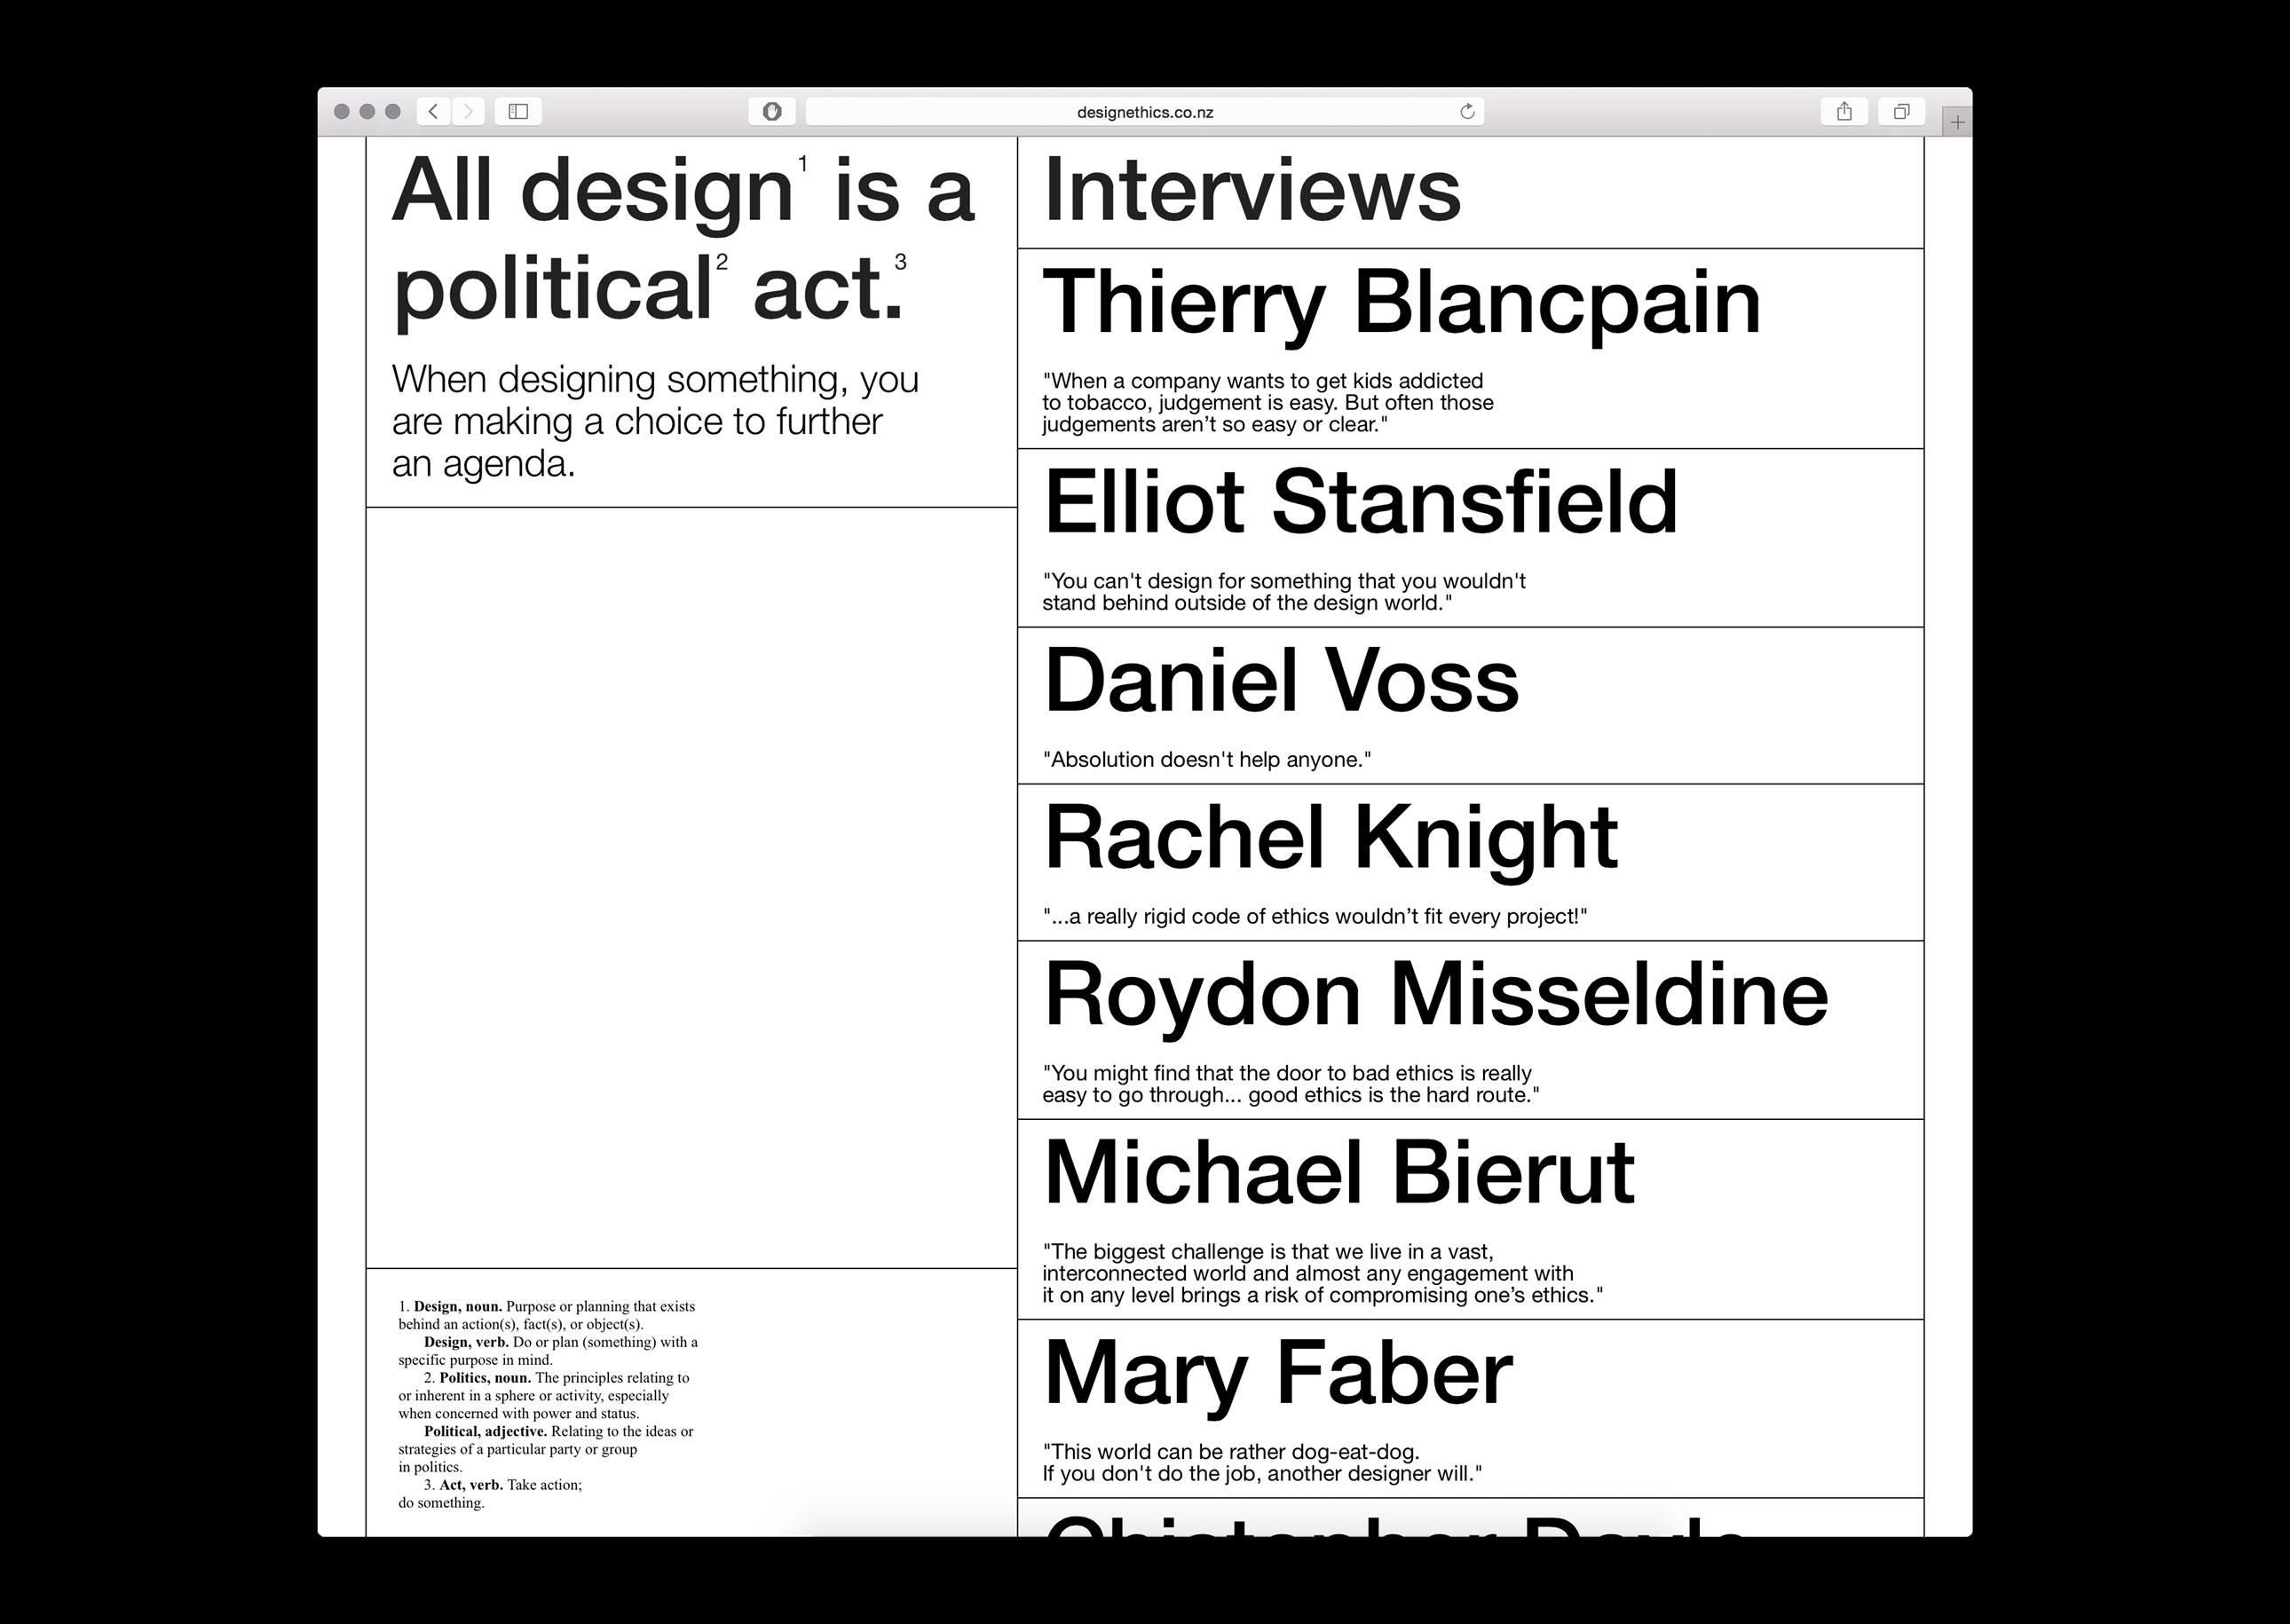 designethics.co.nz
All design¹ is a
political² act.³
When designing something, you
are making a choice to further
an agenda.
1. Design, noun. Purpose or planning that exists
behind an action(s), fact(s), or object(s).
Design, verb. Do or plan (something) with a
specific purpose in mind.
2. Politics, noun. The principles relating to
or inherent in a sphere or activity, especially
when concerned with power and status.
Political, adjective. Relating to the ideas or
strategies of a particular party or group
in politics.
3. Act, verb. Take action;
do something.
Interviews
Thierry Blancpain
"When a company wants to get kids addicted
to tobacco, judgement is easy. But often those
judgements aren’t so easy or clear."
Elliot Stansfield
"You can't design for something that you wouldn't
stand behind outside of the design world."
Daniel Voss
"Absolution doesn't help anyone."
Rachel Knight
"...a really rigid code of ethics wouldn’t fit every project!"
Roydon Misseldine
"You might find that the door to bad ethics is really
easy to go through... good ethics is the hard route."
Michael Bierut
"The biggest challenge is that we live in a vast,
interconnected world and almost any engagement with
it on any level brings a risk of compromising one’s ethics."
Mary Faber
"This world can be rather dog-eat-dog.
If you don't do the job, another designer will."